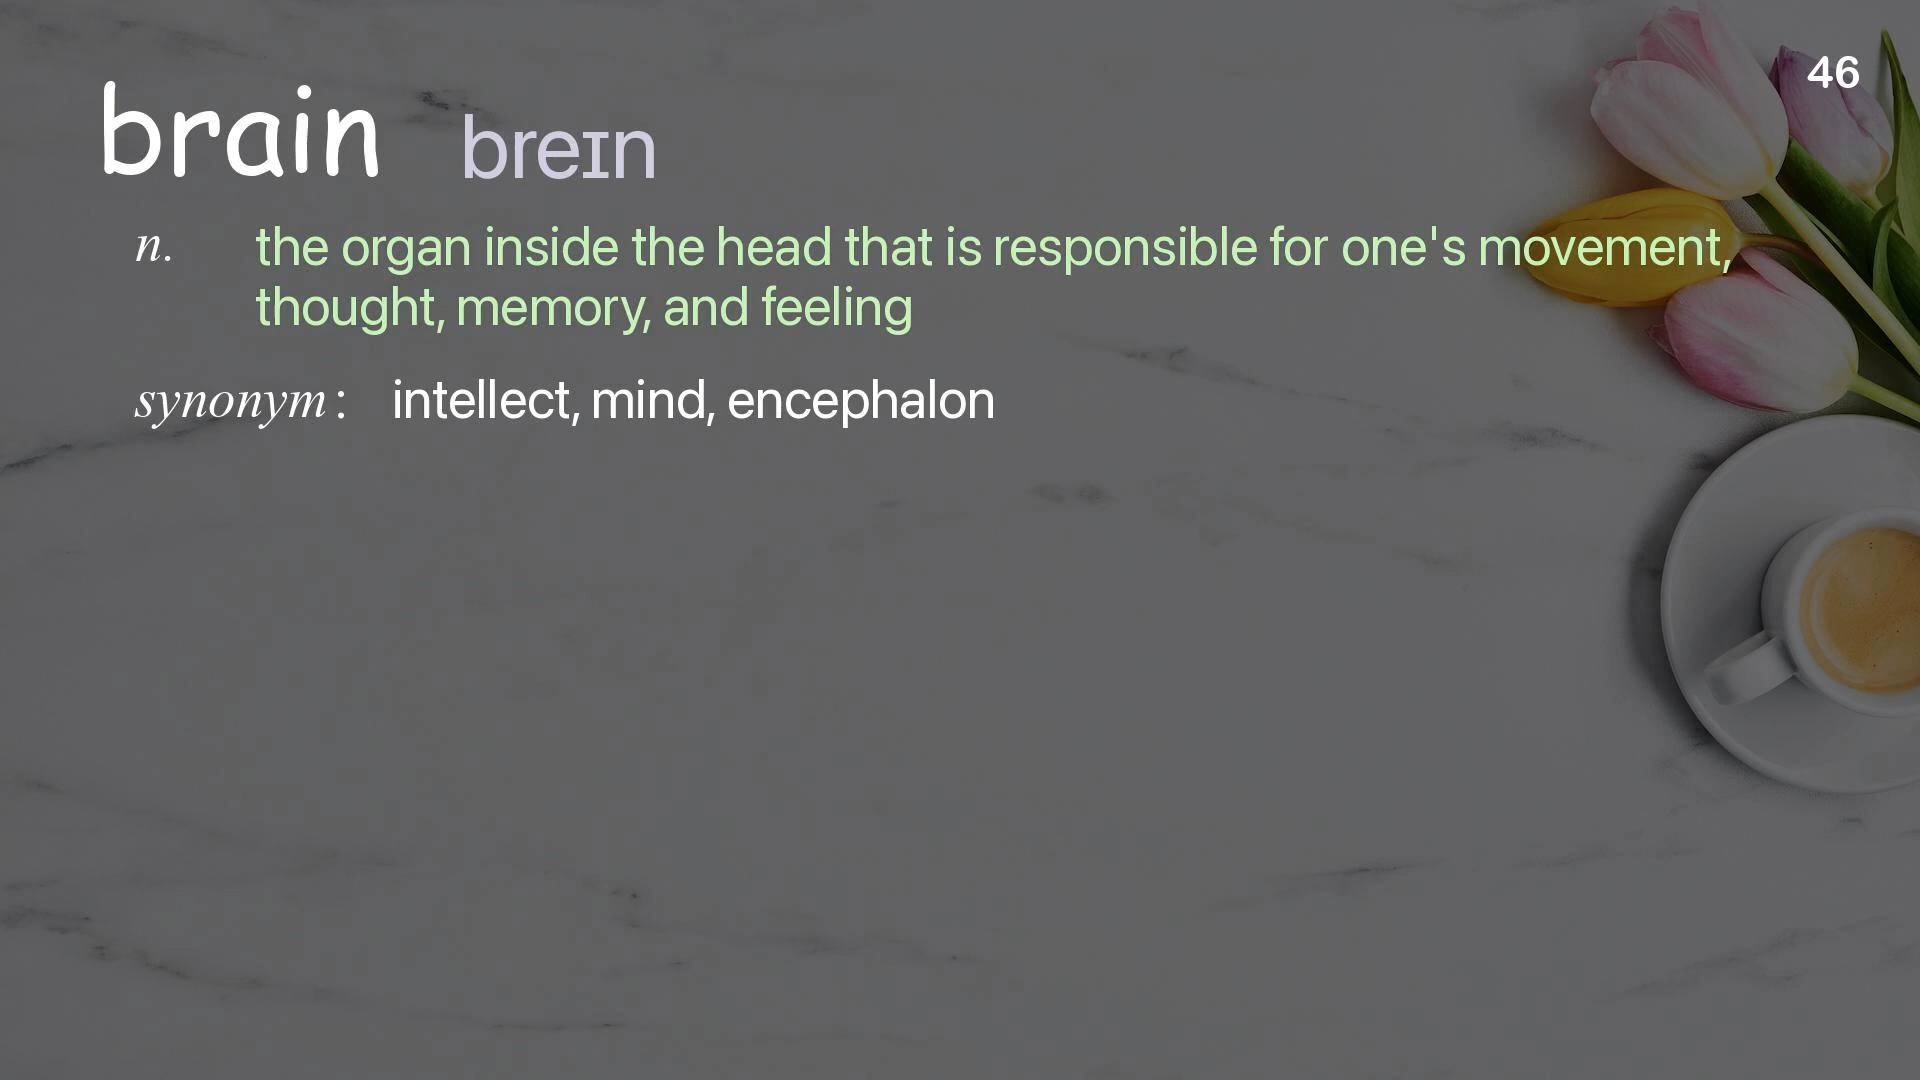 46
brain breɪn
n. the organ inside the head that is responsible for one's movement,
thought, memory, and feeling
synonym: intellect, mind, encephalon